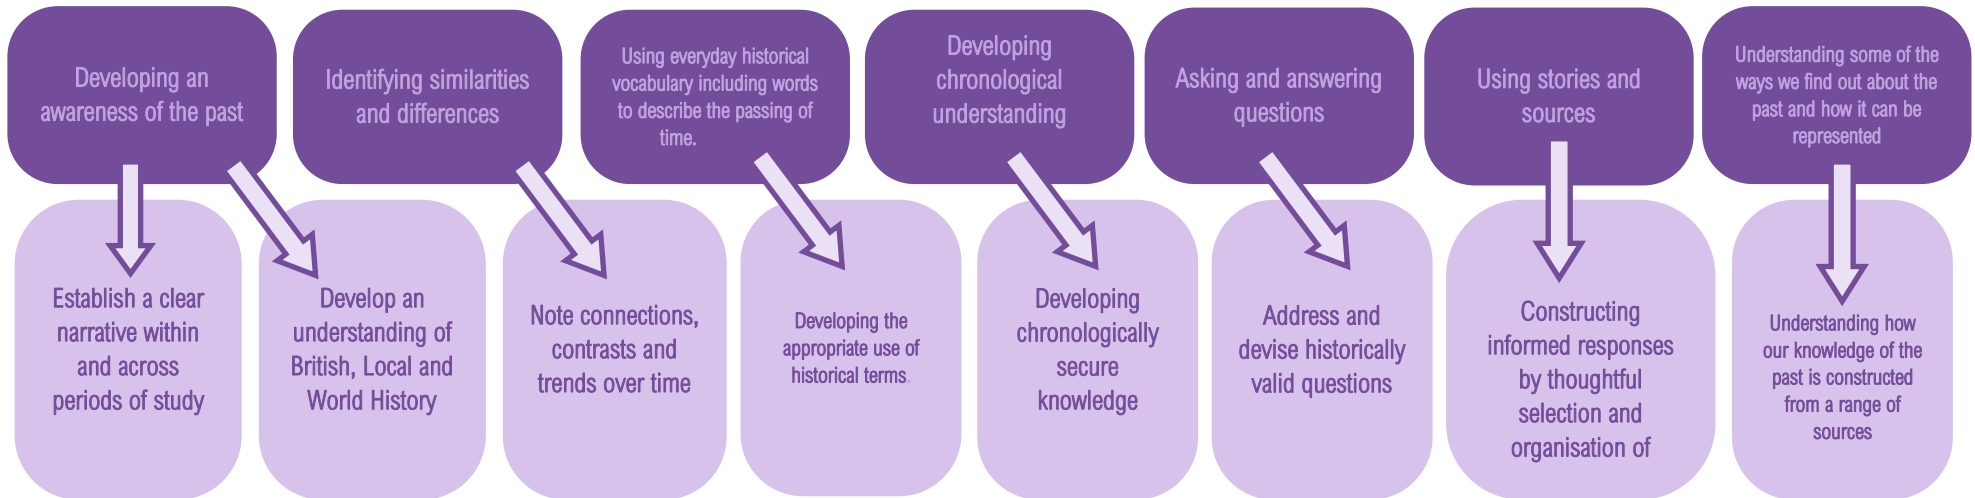 Developing an
awareness of the past
Identifying similarities
and differences
Using everyday historical
vocabulary including words
to describe the passing of
time.
Developing
chronological
understanding
Asking and answering
questions
Using stories and
sources
Understanding some of the
ways we find out about the
past and how it can be
represented
Establish a clear
narrative within
and across
periods of study
Develop an
understanding of
British, Local and
World History
Note connections,
contrasts and
trends over time
Developing the
appropriate use of
historical terms.
Developing
chronologically
secure
knowledge
Address and
devise historically
valid questions
Constructing
informed responses
by thoughtful
selection and
organisation of
Understanding how
our knowledge of the
past is constructed
from a range of
sources